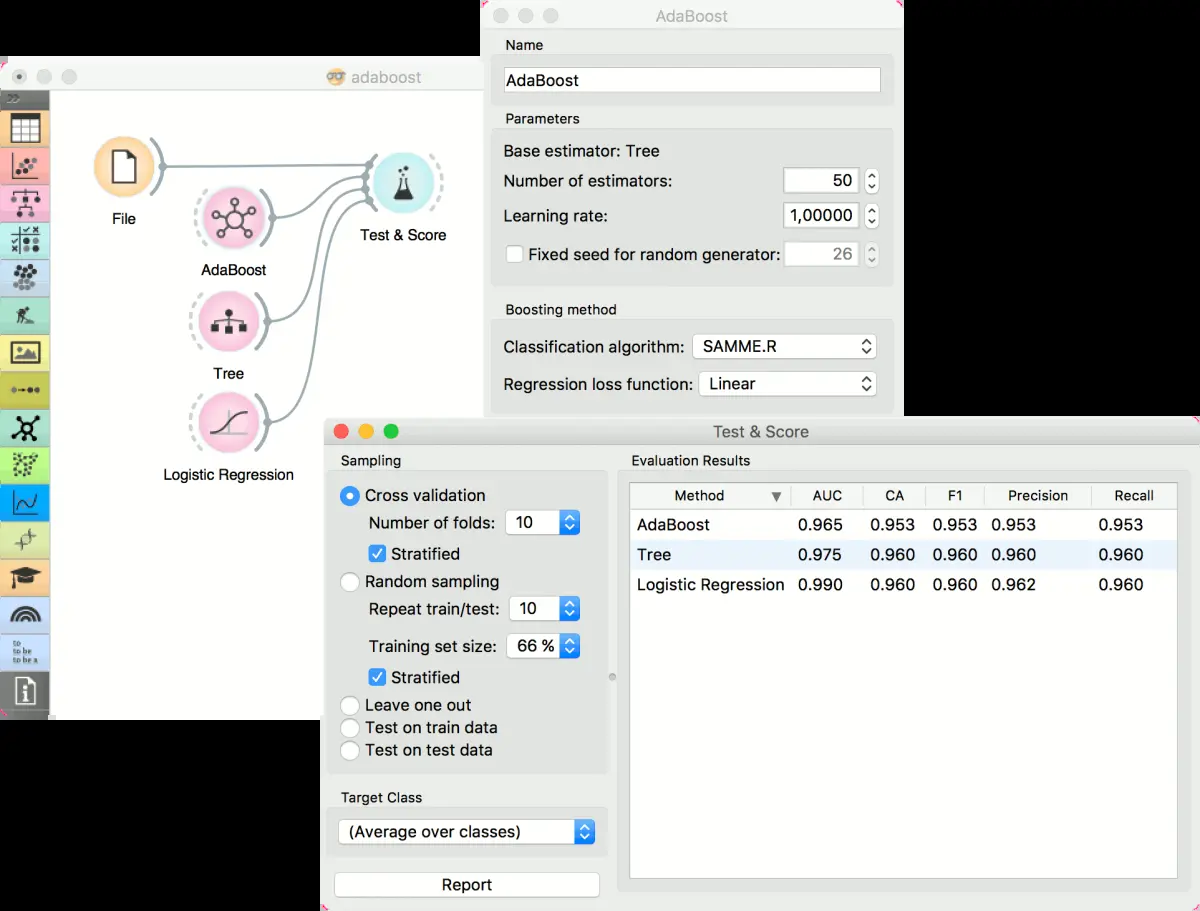 adaboost
File
AdaBoost
Tree
Logistic Regression
Test & Score
to
to be
to be a
AdaBoost
Name
AdaBoost
Parameters
Base estimator: Tree
Number of estimators: 50
Learning rate: 1,00000
Fixed seed for random generator: 26
Boosting method
Classification algorithm: SAMME.R
Regression loss function: Linear
Test & Score
Sampling
Cross validation
Number of folds: 10
Stratified
Random sampling
Repeat train/test: 10
Training set size: 66 %
Stratified
Leave one out
Test on train data
Test on test data
Target Class
(Average over classes)
Report
Evaluation Results
Method AUC CA F1 Precision Recall
AdaBoost 0.965 0.953 0.953 0.953 0.953
Tree 0.975 0.960 0.960 0.960 0.960
Logistic Regression 0.990 0.960 0.960 0.962 0.960